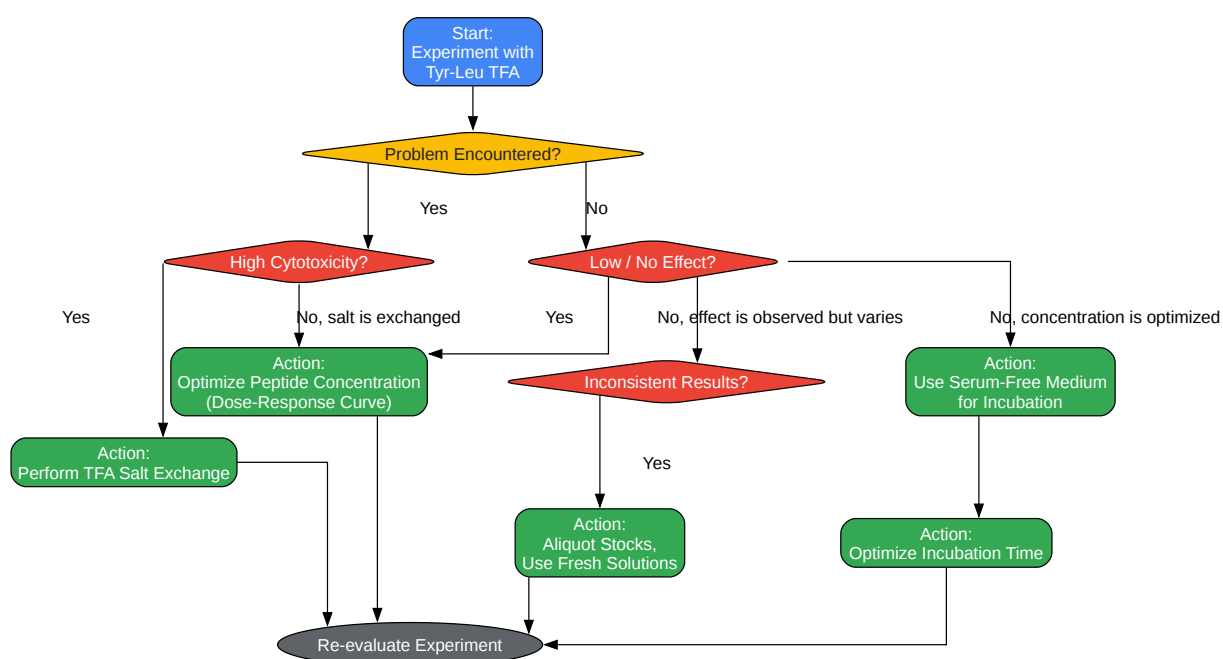 Start:
Experiment with
Tyr-Leu TFA
Problem Encountered?
Yes
No
High Cytotoxicity?
Low / No Effect?
Yes
No, salt is exchanged
Yes
No, effect is observed but varies
No, concentration is optimized
Action:
Optimize Peptide Concentration
(Dose-Response Curve)
Inconsistent Results?
Action:
Use Serum-Free Medium
for Incubation
Action:
Perform TFA Salt Exchange
Yes
Action:
Aliquot Stocks,
Use Fresh Solutions
Action:
Optimize Incubation Time
Re-evaluate Experiment